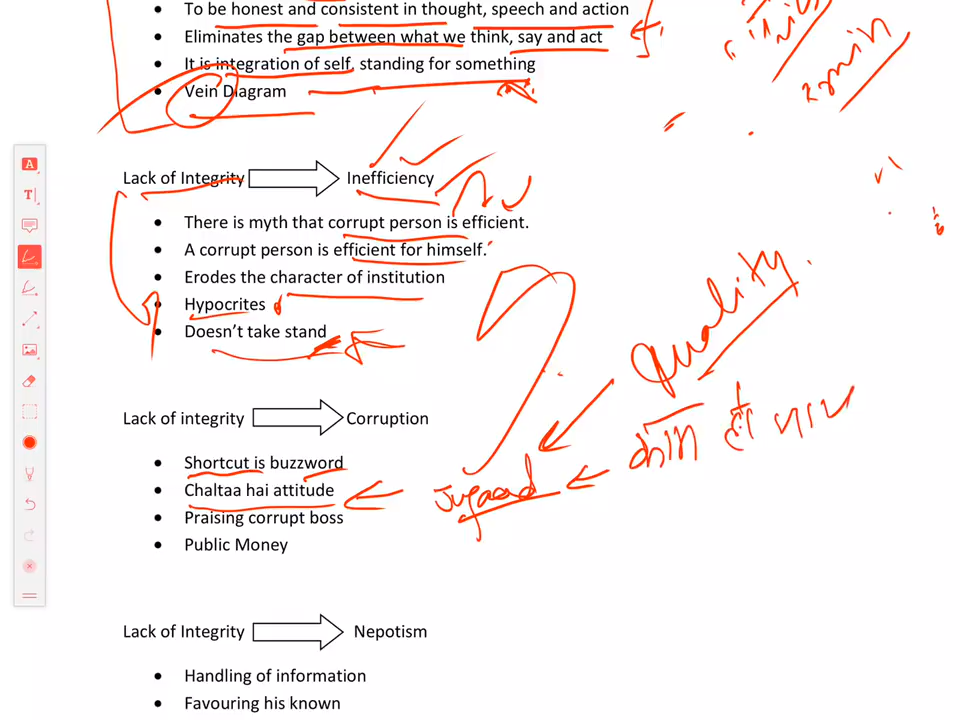 To be honest and consistent in thought, speech and action
Eliminates the gap between what we think, say and act
It is integration of self, standing for something
Vein Diagram
Lack of Integrity Inefficiency
There is myth that corrupt person is efficient.
A corrupt person is efficient for himself.
Erodes the character of institution
Hypocrites
Doesn't take stand
Quality
Lack of integrity Corruption
Shortcut is buzzword
Chaltaa hai attitude
Jugaad
Praising corrupt boss
Public Money
Lack of Integrity Nepotism
Handling of information
Favouring his known